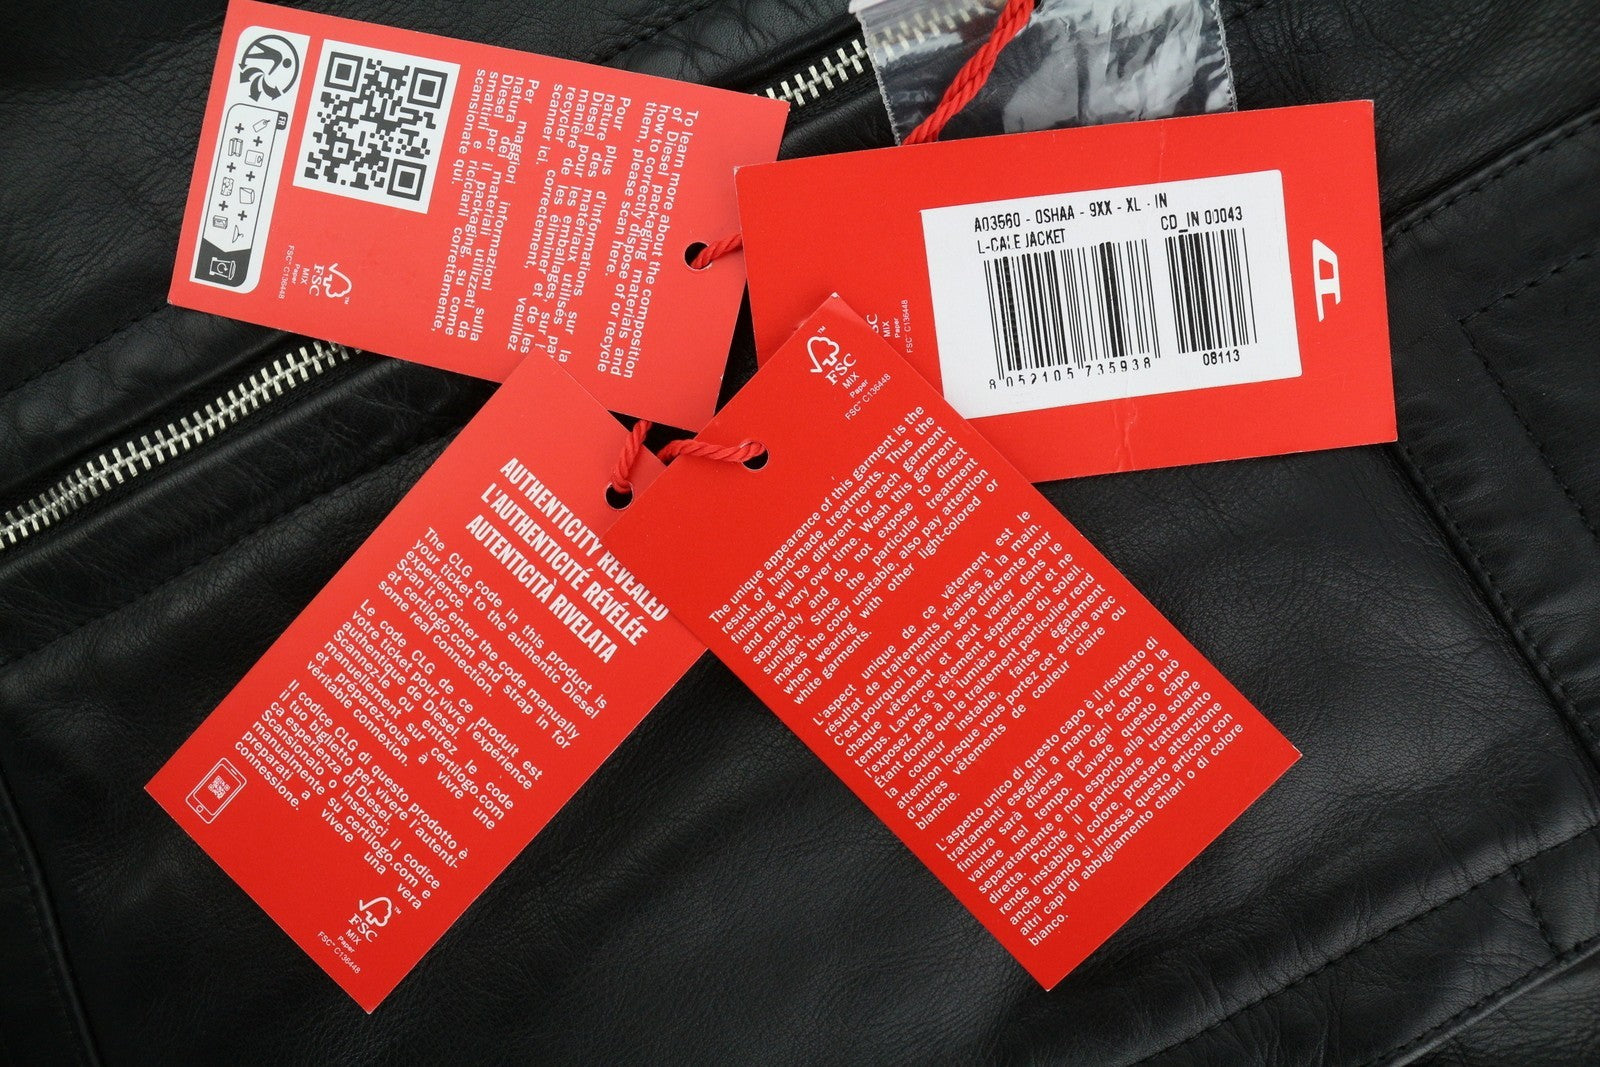 FR
To learn more about the composition
of Diesel packaging materials and
how to correctly dispose of or recycle
them, please scan here.
Pour plus d'informations sur la
nature des matériaux utilisés par
Diesel pour les emballages, sur la
manière de les éliminer et de les
recycler correctement, veuillez
scanner ici.
Per maggiori informazioni sulla
natura dei materiali utilizzati da
Diesel per il packaging, su come
smaltirli e riciclarli correttamente,
scansionate qui.
FSC™
MIX
Paper
FSC™ C136448
A03560 - 0SHAA - 9XX - XL - IN
L-CALE JACKET
CD_IN 00043
8 052105 735938
08113
D
FSC
MIX
Paper
FSC™ C136448
AUTHENTICITY REVEALED
L'AUTHENTICITÉ RÉVÉLÉE
AUTENTICITÀ RIVELATA
The CLG code in this product is
your ticket to the authentic Diesel
experience.
Scan it or enter the code manually
at certilogo.com and strap in for
some real connection.
Le code CLG de ce produit est
votre ticket pour vivre l'expérience
authentique de Diesel.
Scannez-le ou entrez le code
manuellement sur certilogo.com
et préparez-vous à vivre une
véritable connexion.
Il codice CLG di questo prodotto è
il tuo biglietto per vivere l'autenti-
ca esperienza di Diesel.
Scansionalo o inserisci il codice
manualmente su certilogo.com e
preparati a vivere una vera
connessione.
FSC™
MIX
Paper
FSC™ C136448
FSC™
MIX
Paper
FSC™ C136448
The unique appearance of this garment is the
result of hand-made treatments. Thus the
finishing will be different for each garment
and may vary over time. Wash this garment
separately and do not expose to direct
sunlight. Since the particular treatment
makes the color unstable, also pay attention
when wearing with other light-colored or
white garments.
L'aspect unique de ce vêtement est le
résultat de traitements réalisés à la main.
C'est pourquoi la finition sera différente pour
chaque vêtement et peut varier dans le
temps. Lavez ce vêtement séparément et ne
l'exposez pas à la lumière directe du soleil.
Étant donné que le traitement particulier rend
la couleur instable, faites également
attention lorsque vous portez cet article avec
d'autres vêtements de couleur claire ou
blanche.
L'aspetto unico di questo capo è il risultato di
trattamenti eseguiti a mano. Per questo la
finitura sarà diversa per ogni capo e può
variare nel tempo. Lavare questo capo
separatamente e non esporlo alla luce solare
diretta. Poiché il particolare trattamento
rende instabile il colore, prestare attenzione
anche quando si indossa questo articolo con
altri capi di abbigliamento chiari o di colore
bianco.